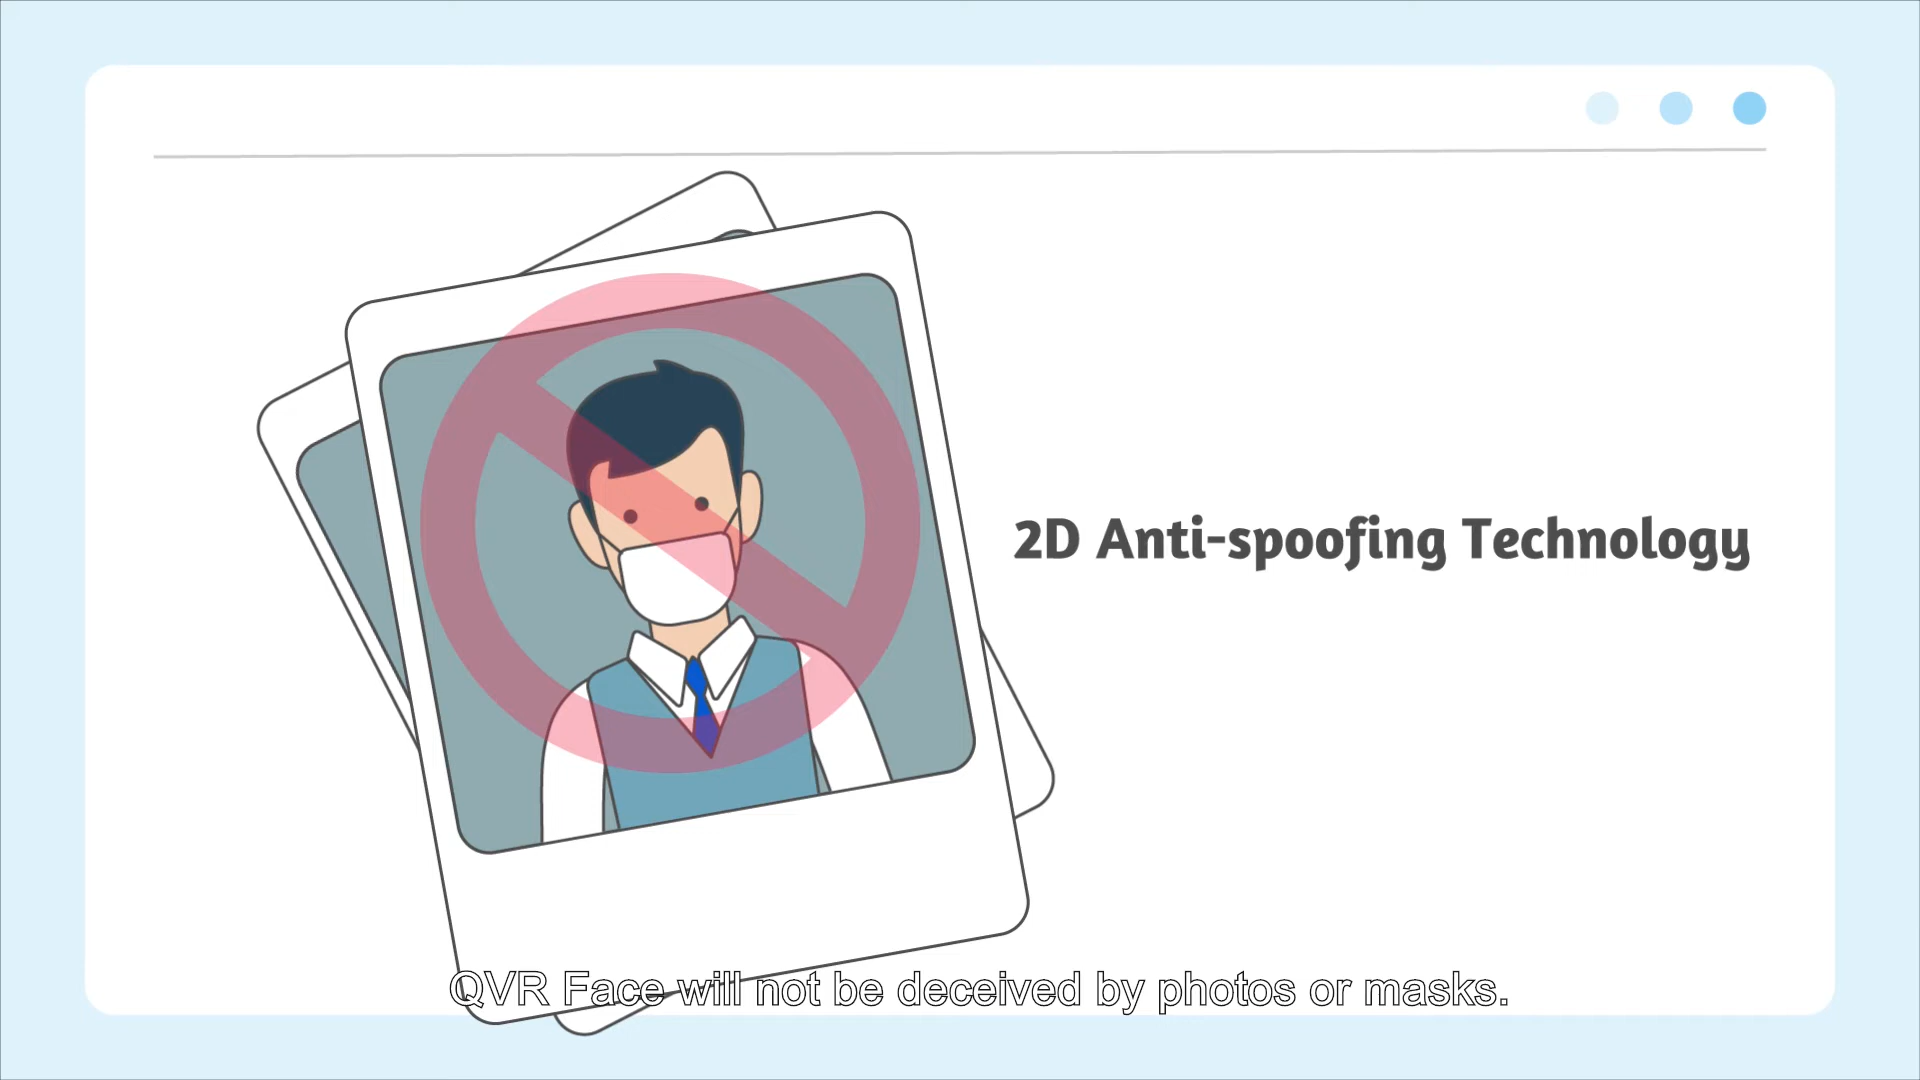 2D Anti-spoofing Technology
QVR Face will not be deceived by photos or masks.